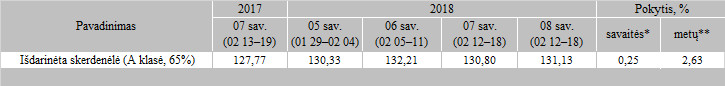 Pavadinimas
2017
2018
Pokytis, %
07 sav.
(02 13–19)
05 sav.
(01 29–02 04)
06 sav.
(02 05–11)
07 sav.
(02 12–18)
08 sav.
(02 12–18)
savaitės*
metų**
Išdarinėta skerdenėlė (A klasė, 65%)
127,77
130,33
132,21
130,80
131,13
0,25
2,63